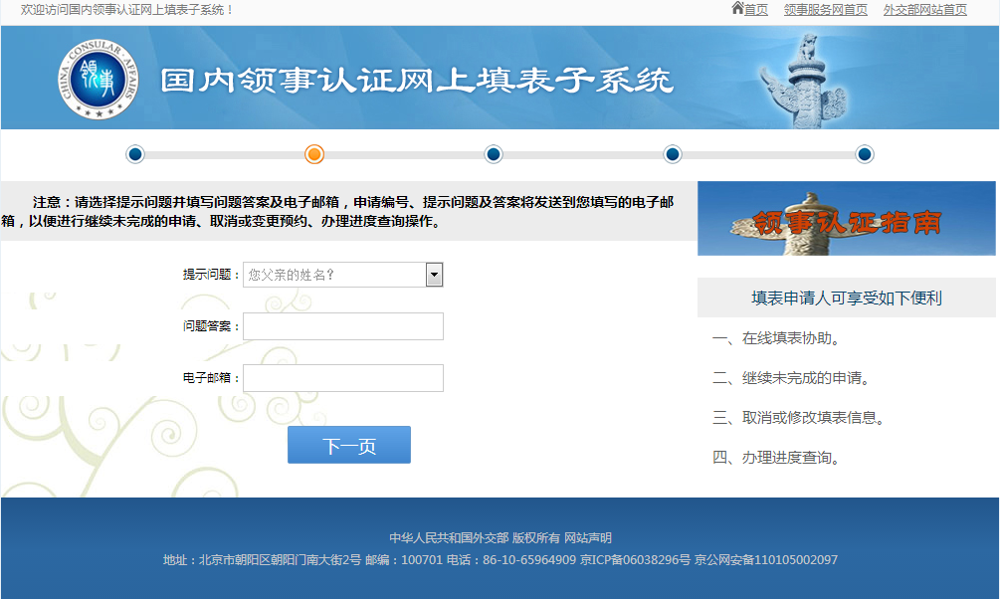 欢迎访问国内领事认证网上填表子系统！
首页 领事服务网首页 外交部网站首页
CHINA CONSULAR AFFAIRS
领事
国内领事认证网上填表子系统
注意：请选择提示问题并填写问题答案及电子邮箱，申请编号、提示问题及答案将发送到您填写的电子邮
箱，以便进行继续未完成的申请、取消或变更预约、办理进度查询操作。
提示问题： 您父亲的姓名？
问题答案：
电子邮箱：
下一页
领事认证指南
填表申请人可享受如下便利
一、在线填表协助。
二、继续未完成的申请。
三、取消或修改填表信息。
四、办理进度查询。
中华人民共和国外交部 版权所有 网站声明
地址：北京市朝阳区朝阳门南大街2号 邮编：100701 电话：86-10-65964909 京ICP备06038296号 京公网安备110105002097